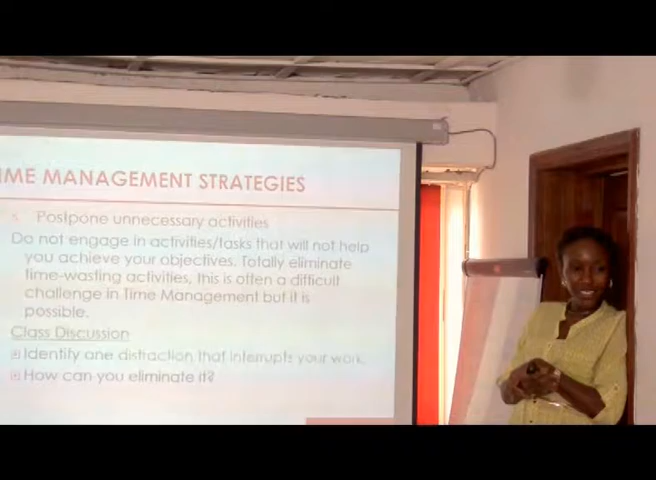 TIME MANAGEMENT STRATEGIES
5. Postpone unnecessary activities
Do not engage in activities/tasks that will not help
you achieve your objectives. Totally eliminate
time-wasting activities, this is often a difficult
challenge in Time Management but it is
possible.
Class Discussion
Identify one distraction that interrupts your work.
How can you eliminate it?